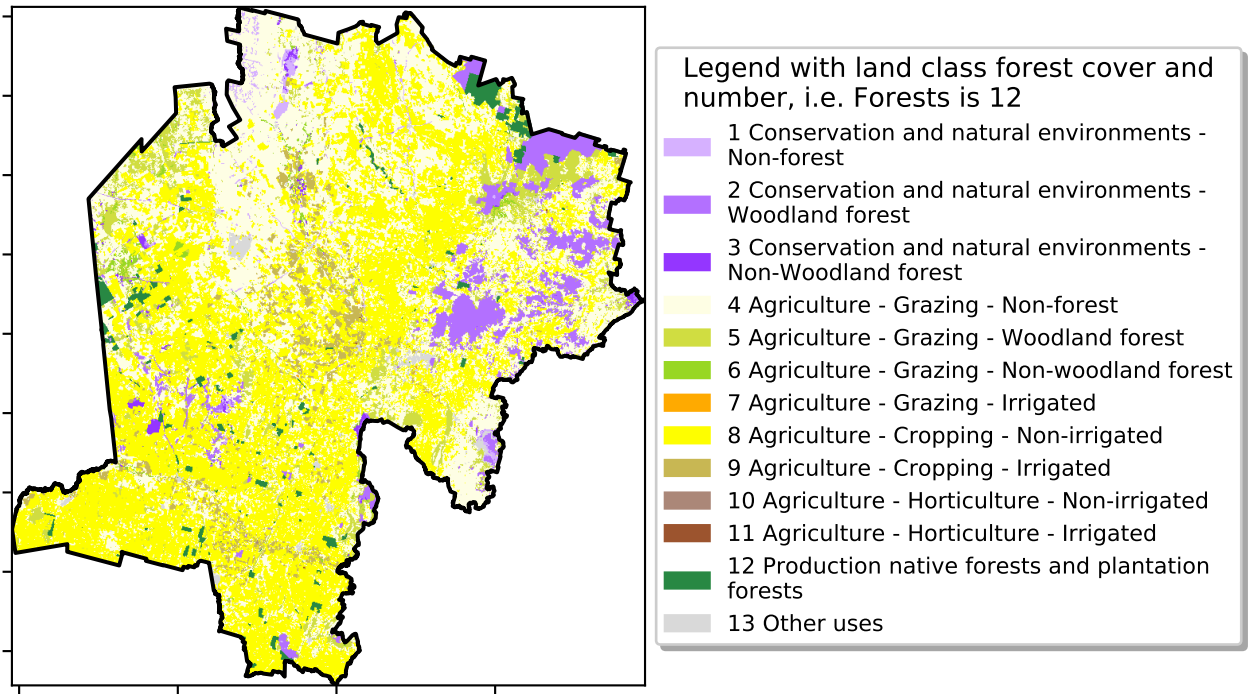 Legend with land class forest cover and
number, i.e. Forests is 12
1 Conservation and natural environments -
Non-forest
2 Conservation and natural environments -
Woodland forest
3 Conservation and natural environments -
Non-Woodland forest
4 Agriculture - Grazing - Non-forest
5 Agriculture - Grazing - Woodland forest
6 Agriculture - Grazing - Non-woodland forest
7 Agriculture - Grazing - Irrigated
8 Agriculture - Cropping - Non-irrigated
9 Agriculture - Cropping - Irrigated
10 Agriculture - Horticulture - Non-irrigated
11 Agriculture - Horticulture - Irrigated
12 Production native forests and plantation
forests
13 Other uses